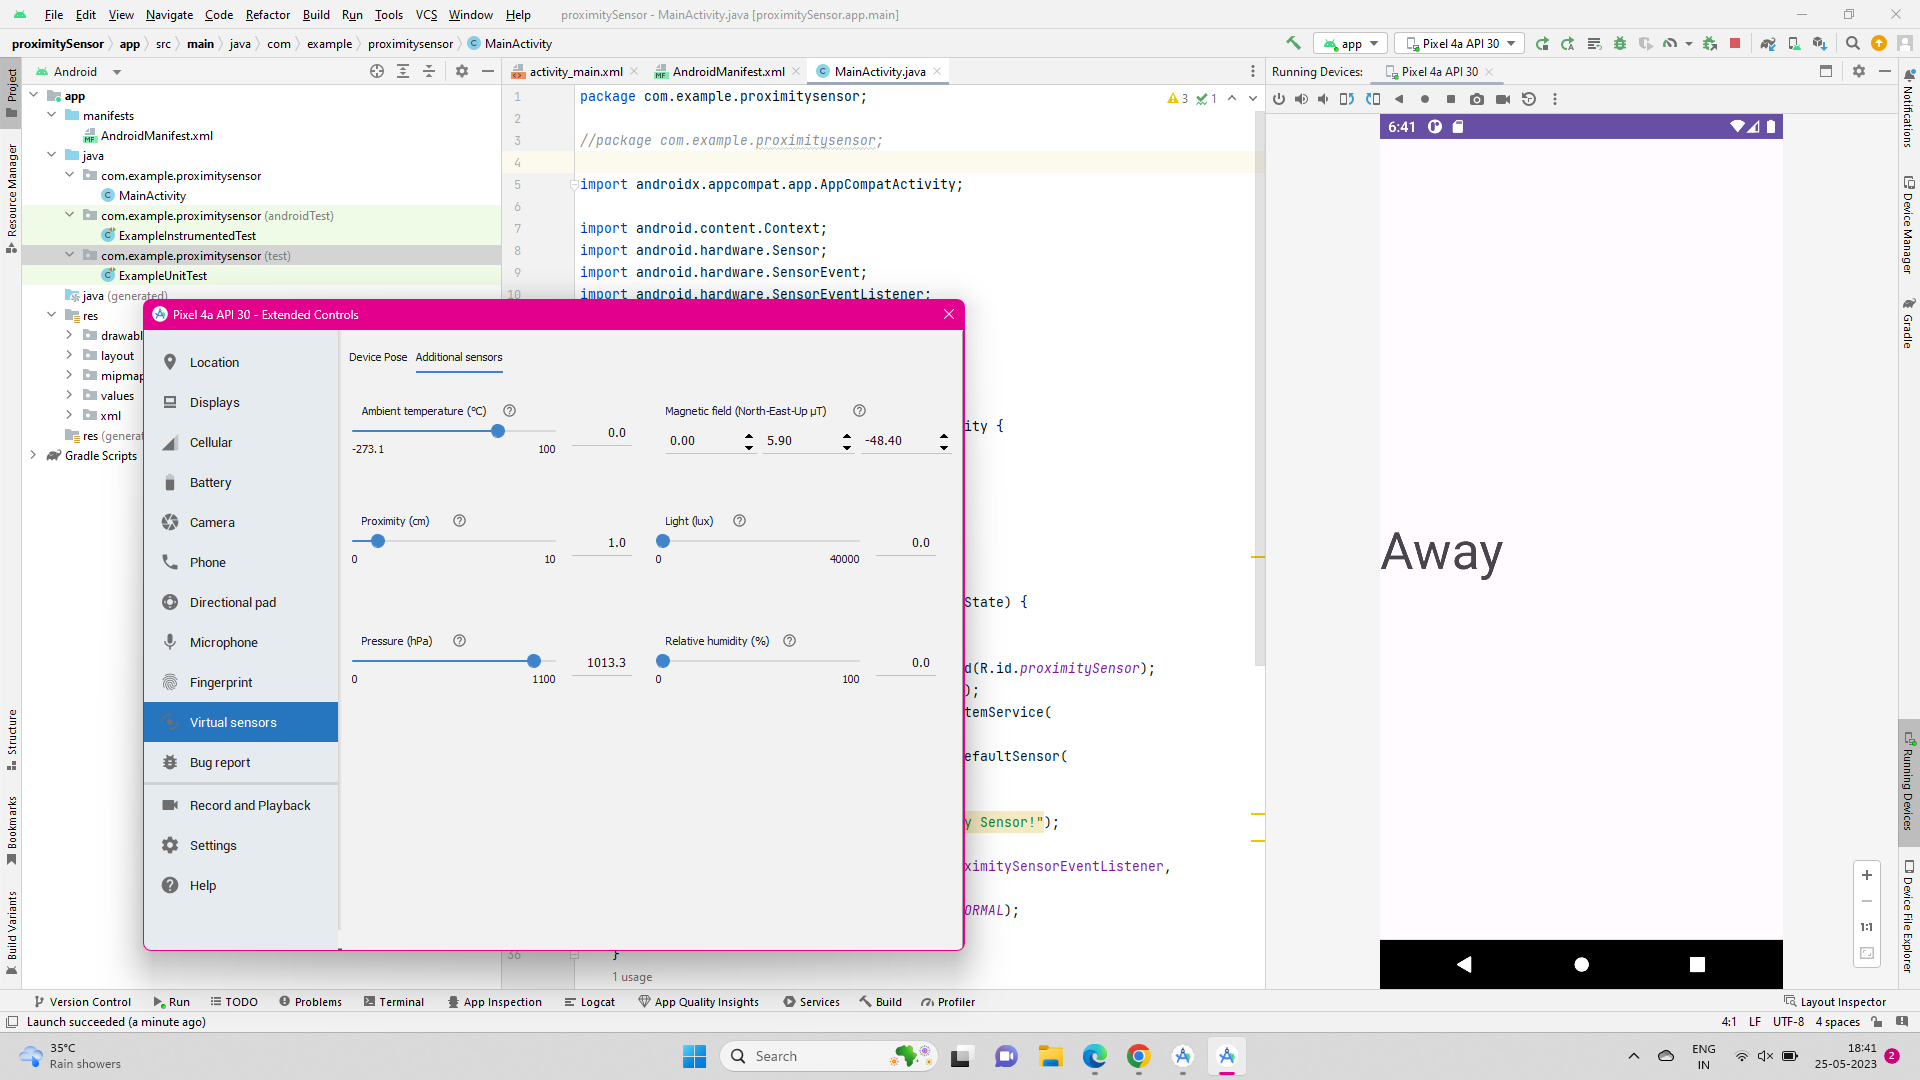 File Edit View Navigate Code Refactor Build Run Tools VCS Window Help proximitySensor - MainActivity.java [proximitySensor.app.main]
proximitySensor app src main java com example proximitysensor MainActivity app Pixel 4a API 30
Project
Android
activity_main.xml AndroidManifest.xml MainActivity.java
Running Devices: Pixel 4a API 30
app
manifests
AndroidManifest.xml
java
com.example.proximitysensor
MainActivity
com.example.proximitysensor (androidTest)
ExampleInstrumentedTest
com.example.proximitysensor (test)
ExampleUnitTest
java (generated)
res
drawabl
layout
mipmap
values
xml
res (genera
Gradle Scripts
Resource Manager
Structure
Bookmarks
Build Variants
1 package com.example.proximitysensor;
3 1
2
3 //package com.example.proximitysensor;
4
5 import androidx.appcompat.app.AppCompatActivity;
6
7 import android.content.Context;
8 import android.hardware.Sensor;
9 import android.hardware.SensorEvent;
10 import android.hardware.SensorEventListener;
ity {
State) {
d(R.id.proximitySensor);
);
temService(
efaultSensor(
y Sensor!");
ximitySensorEventListener,
ORMAL);
}
1 usage
Pixel 4a API 30 - Extended Controls
Location
Displays
Cellular
Battery
Camera
Phone
Directional pad
Microphone
Fingerprint
Virtual sensors
Bug report
Record and Playback
Settings
Help
Device Pose Additional sensors
Ambient temperature (°C)
0.0
-273.1 100
Magnetic field (North-East-Up µT)
0.00 5.90 -48.40
Proximity (cm)
1.0
0 10
Light (lux)
0.0
0 40000
Pressure (hPa)
1013.3
0 1100
Relative humidity (%)
0.0
0 100
6:41
Away
1:1
Notifications
Device Manager
Gradle
Running Devices
Device File Explorer
Version Control Run TODO Problems Terminal App Inspection Logcat App Quality Insights Services Build Profiler Layout Inspector
Launch succeeded (a minute ago) 4:1 LF UTF-8 4 spaces
35°C
Rain showers
Search
ENG
IN
18:41
25-05-2023
2